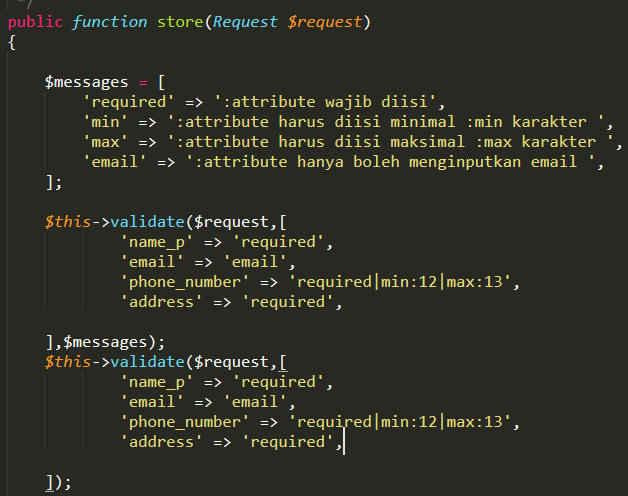 */
public function store(Request $request)
{
$messages = [
'required' => ':attribute wajib diisi',
'min' => ':attribute harus diisi minimal :min karakter ',
'max' => ':attribute harus diisi maksimal :max karakter ',
'email' => ':attribute hanya boleh menginputkan email ',
];
$this->validate($request,[
'name_p' => 'required',
'email' => 'email',
'phone_number' => 'required|min:12|max:13',
'address' => 'required',
],$messages);
$this->validate($request,[
'name_p' => 'required',
'email' => 'email',
'phone_number' => 'required|min:12|max:13',
'address' => 'required',
]);